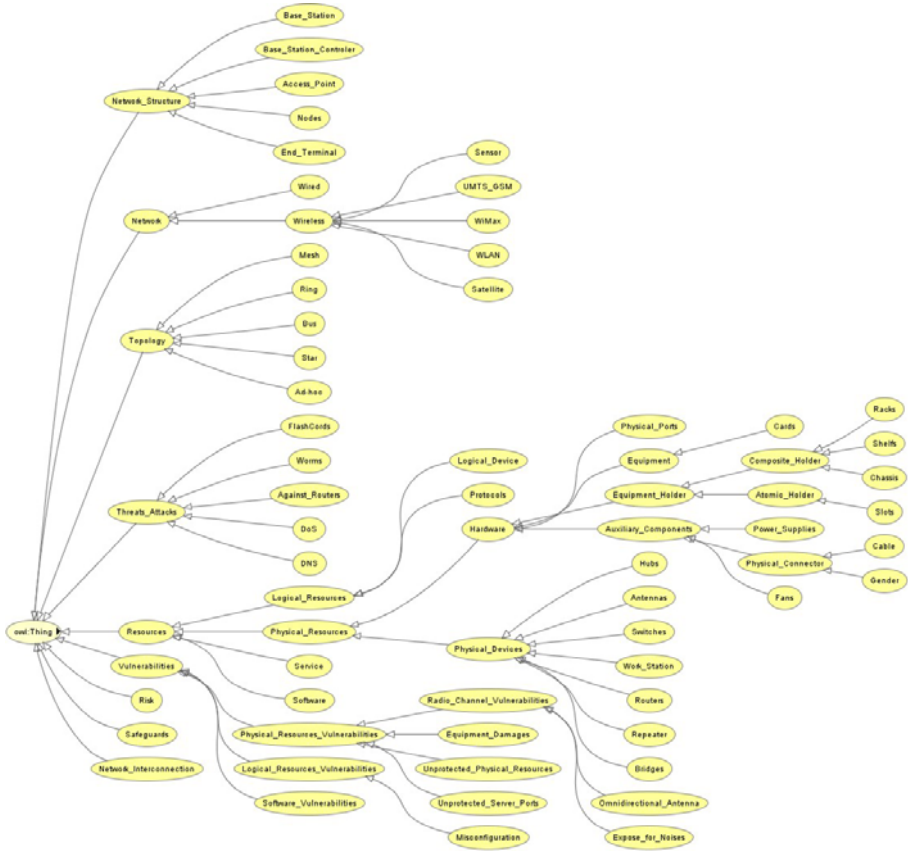 Base_Station
Base_Station_Controler
Access_Point
Network_Structure
Nodes
End_Terminal
Sensor
Wired
UMTS_GSM
Network
Wireless
WiMax
Mesh
WLAN
Ring
Satellite
Bus
Topology
Star
Ad-hoc
Racks
FlashCords
Physical_Ports
Cards
Shelfs
Worms
Logical_Device
Equipment
Composite_Holder
Chassis
Against_Routers
Protocols
Equipment_Holder
Atomic_Holder
Threats_Attacks
Slots
DoS
Hardware
Auxiliary_Components
Power_Supplies
Cable
DNS
Hubs
Physical_Connector
Gender
Logical_Resources
Antennas
Fans
owl:Thing
Resources
Physical_Resources
Switches
Physical_Devices
Vulnerabilities
Service
Work_Station
Risk
Software
Radio_Channel_Vulnerabilities
Routers
Safeguards
Physical_Resources_Vulnerabilities
Equipment_Damages
Repeater
Network_Interconnection
Logical_Resources_Vulnerabilities
Unprotected_Physical_Resources
Bridges
Software_Vulnerabilities
Unprotected_Server_Ports
Omnidirectional_Antenna
Misconfiguration
Expose_for_Noises